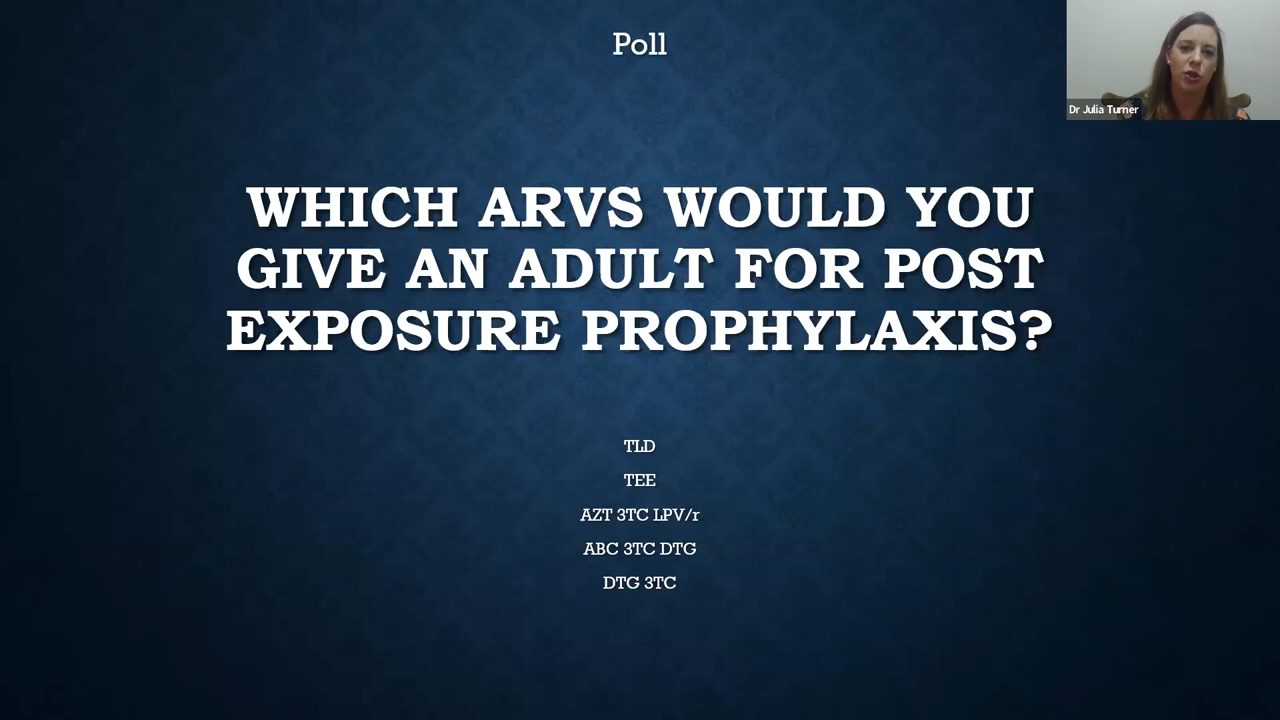 Poll
Dr Julia Turner
WHICH ARVS WOULD YOU
GIVE AN ADULT FOR POST
EXPOSURE PROPHYLAXIS?
TLD
TEE
AZT 3TC LPV/r
ABC 3TC DTG
DTG 3TC